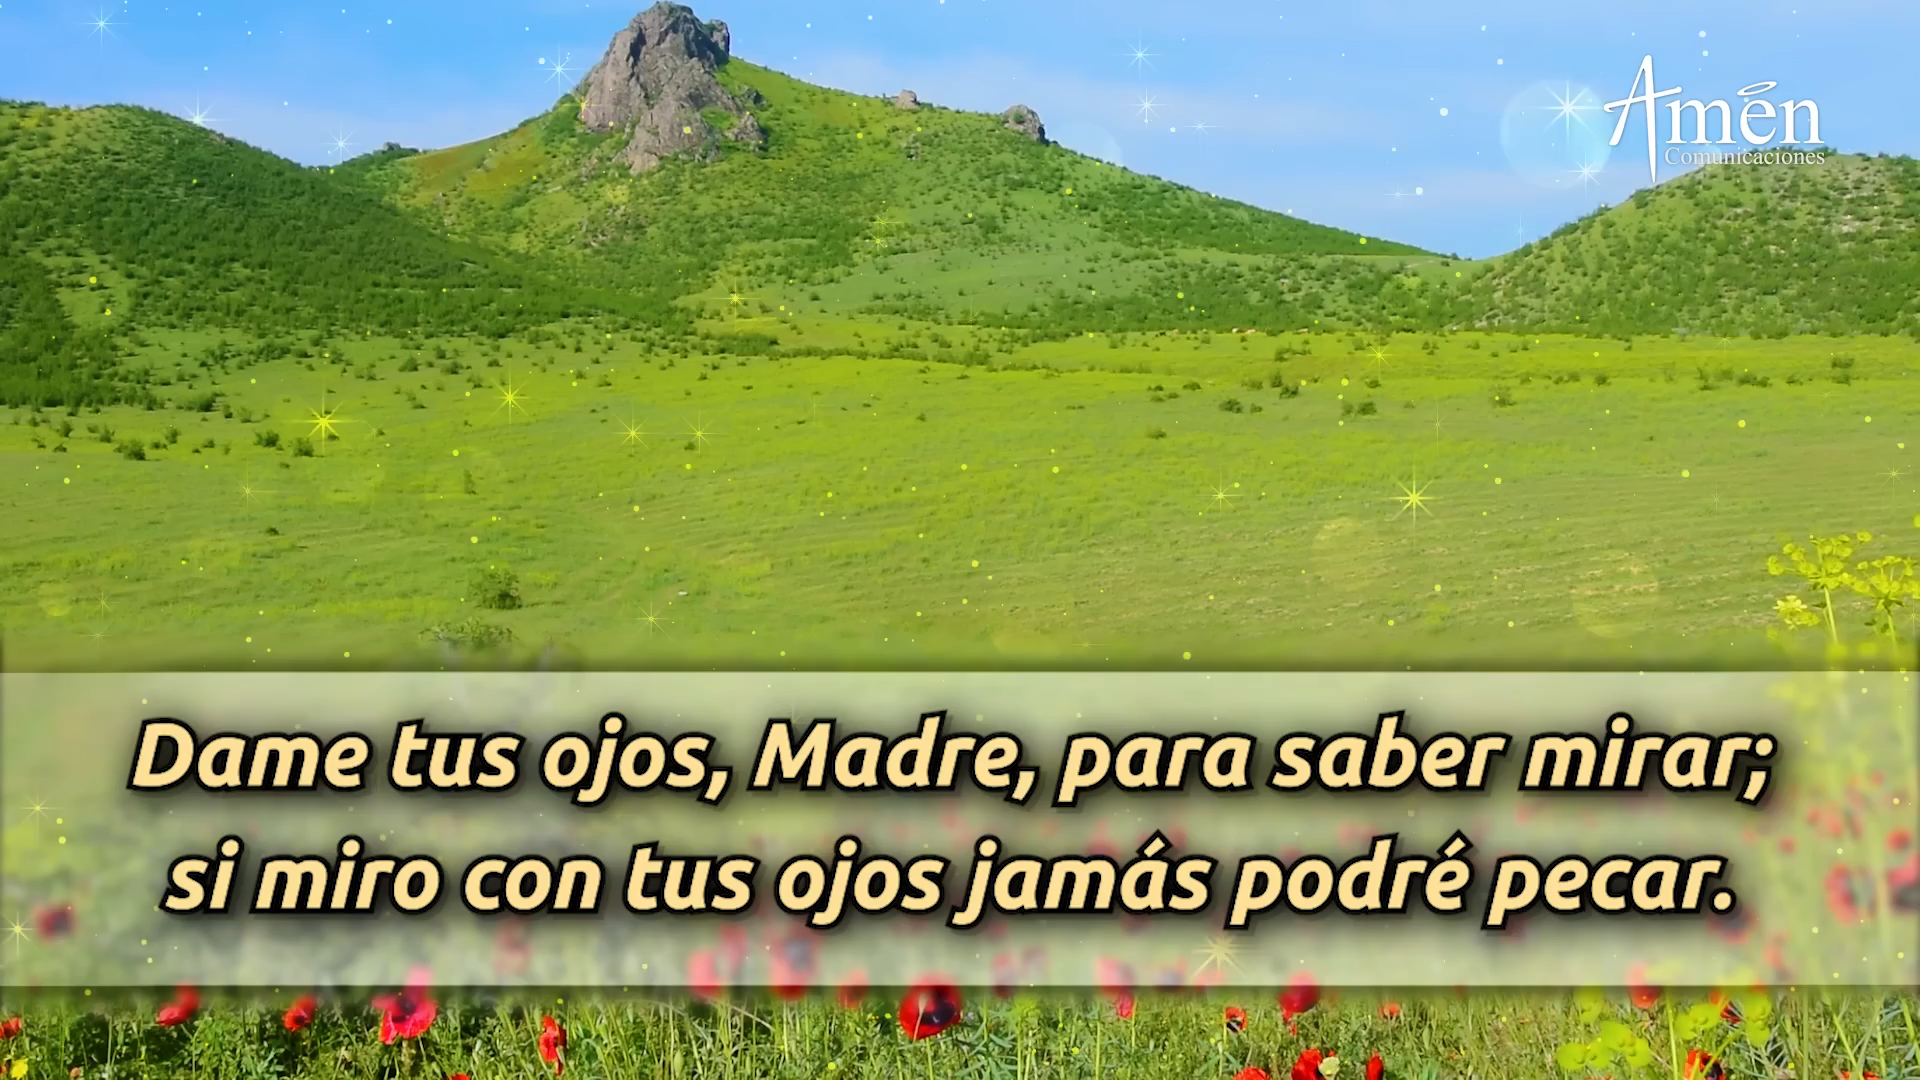 Amén
Comunicaciones
Dame tus ojos, Madre, para saber mirar;
si miro con tus ojos jamás podré pecar.